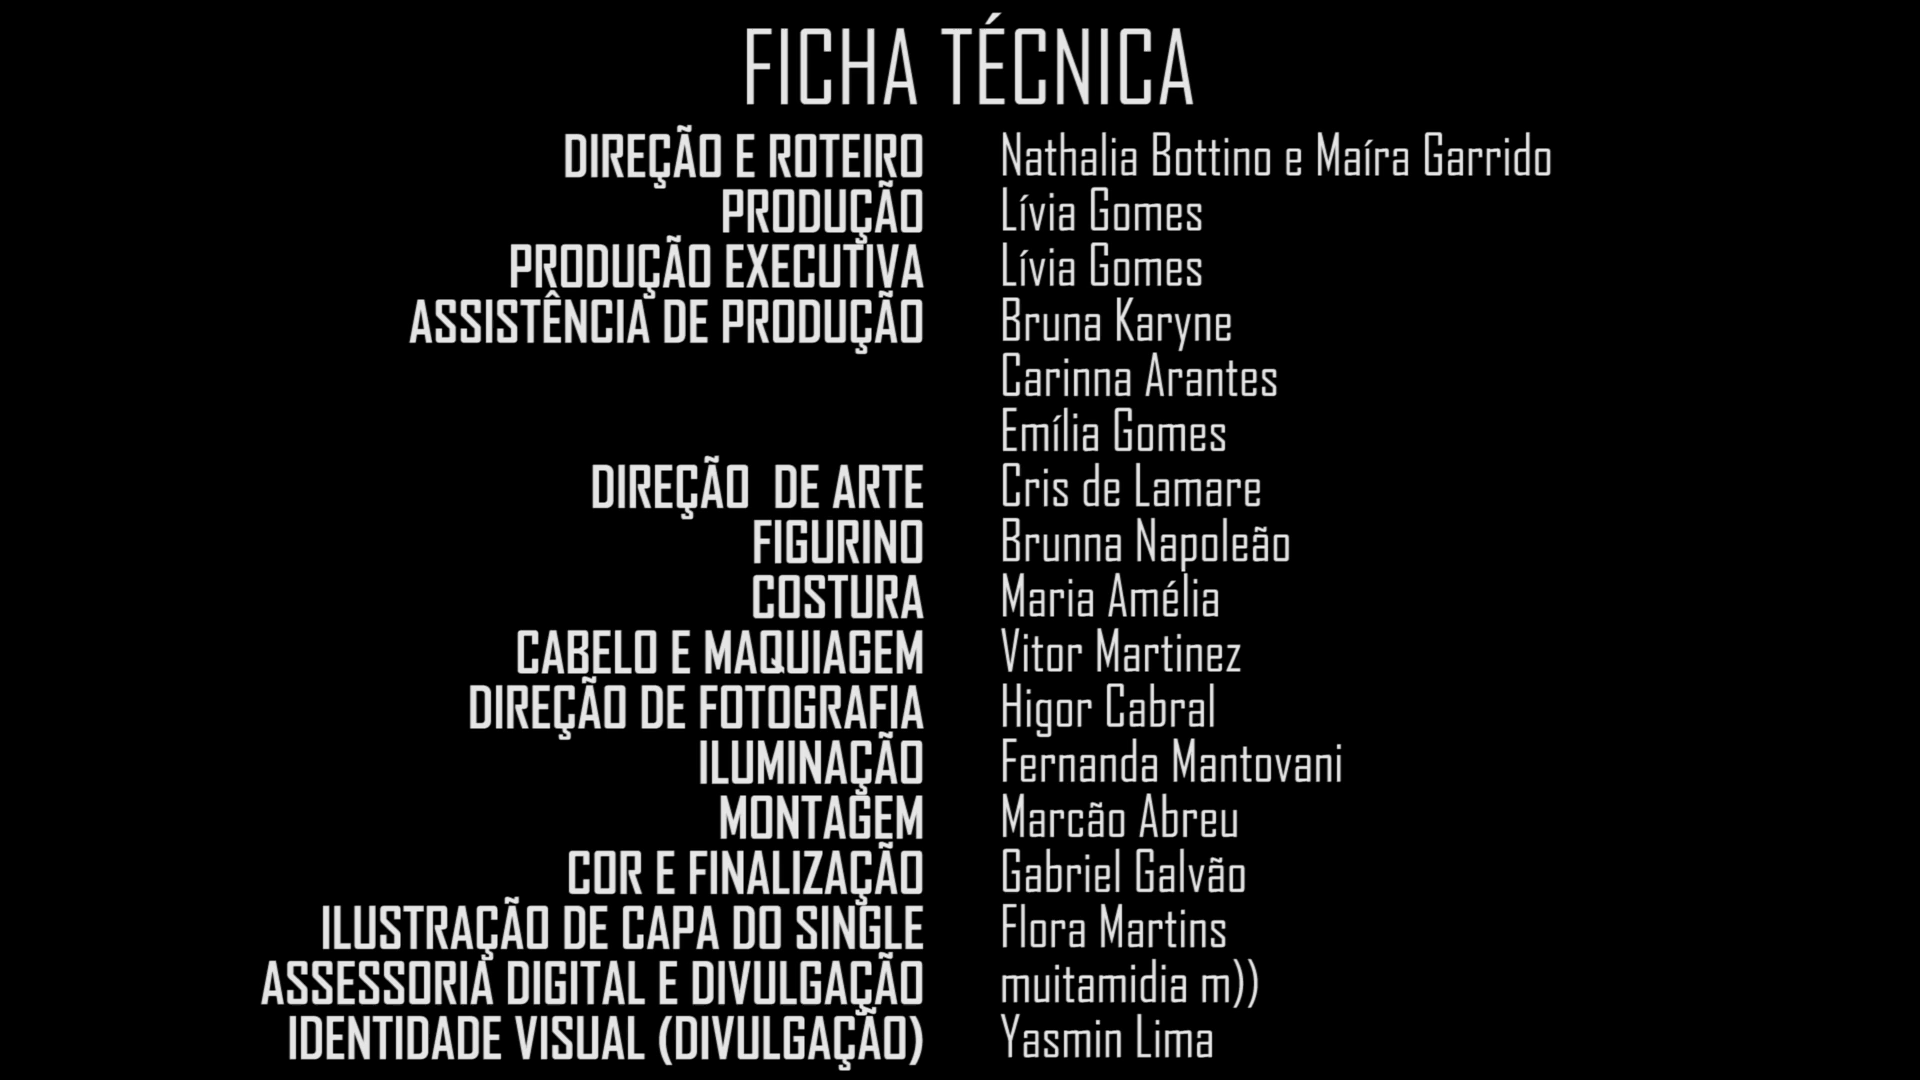 FICHA TÉCNICA
DIREÇÃO E ROTEIRO Nathalia Bottino e Maíra Garrido
PRODUÇÃO Lívia Gomes
PRODUÇÃO EXECUTIVA Lívia Gomes
ASSISTÊNCIA DE PRODUÇÃO Bruna Karyne
Carinna Arantes
Emília Gomes
DIREÇÃO DE ARTE Cris de Lamare
FIGURINO Brunna Napoleão
COSTURA Maria Amélia
CABELO E MAQUIAGEM Vitor Martinez
DIREÇÃO DE FOTOGRAFIA Higor Cabral
ILUMINAÇÃO Fernanda Mantovani
MONTAGEM Marcão Abreu
COR E FINALIZAÇÃO Gabriel Galvão
ILUSTRAÇÃO DE CAPA DO SINGLE Flora Martins
ASSESSORIA DIGITAL E DIVULGAÇÃO muitamidia m))
IDENTIDADE VISUAL (DIVULGAÇÃO) Yasmin Lima